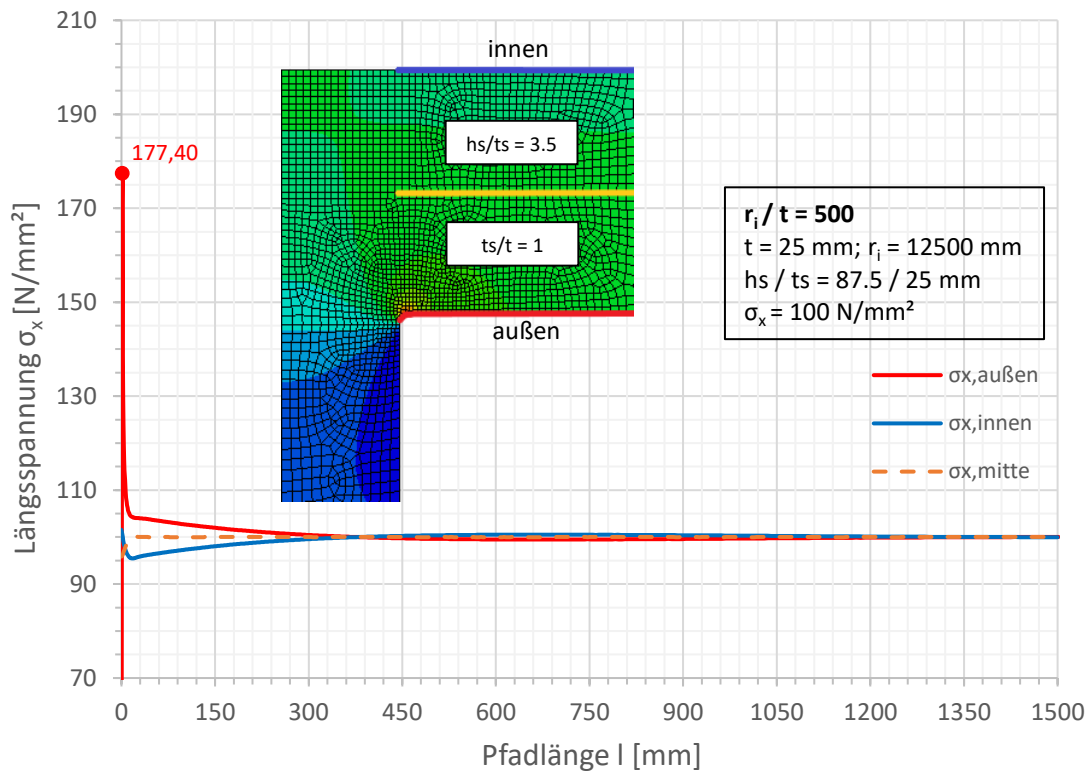 Längsspannung σx [N/mm²]
210
190
170
150
130
110
90
70
177,40
innen
hs/ts = 3.5
ts/t = 1
außen
ri / t = 500
t = 25 mm; ri = 12500 mm
hs / ts = 87.5 / 25 mm
σx = 100 N/mm²
σx,außen
σx,innen
σx,mitte
0 150 300 450 600 750 900 1050 1200 1350 1500
Pfadlänge l [mm]